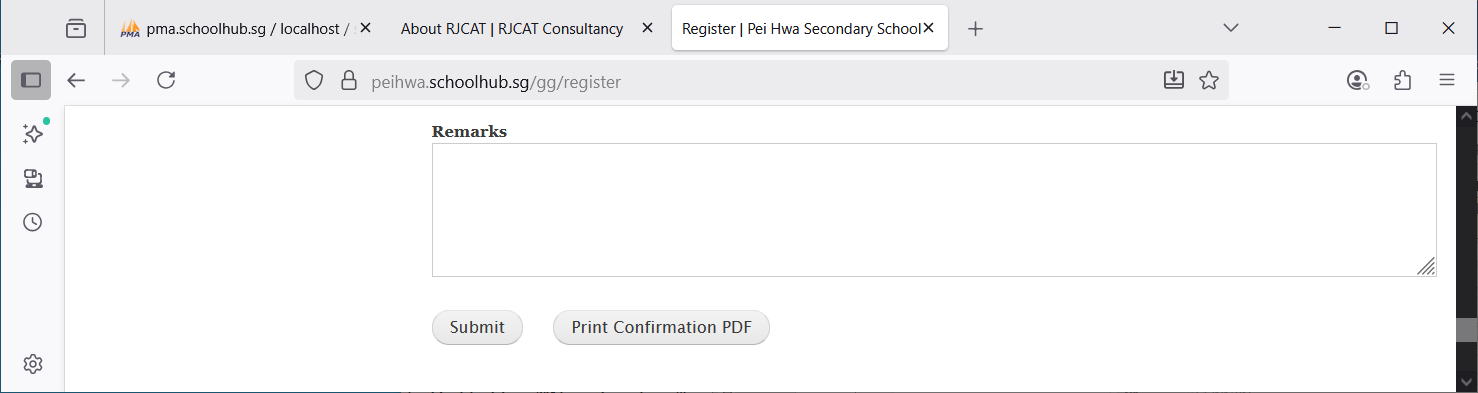 PMA pma.schoolhub.sg / localhost /
About RJCAT | RJCAT Consultancy
Register | Pei Hwa Secondary School
peihwa.schoolhub.sg/gg/register
Remarks
Submit
Print Confirmation PDF